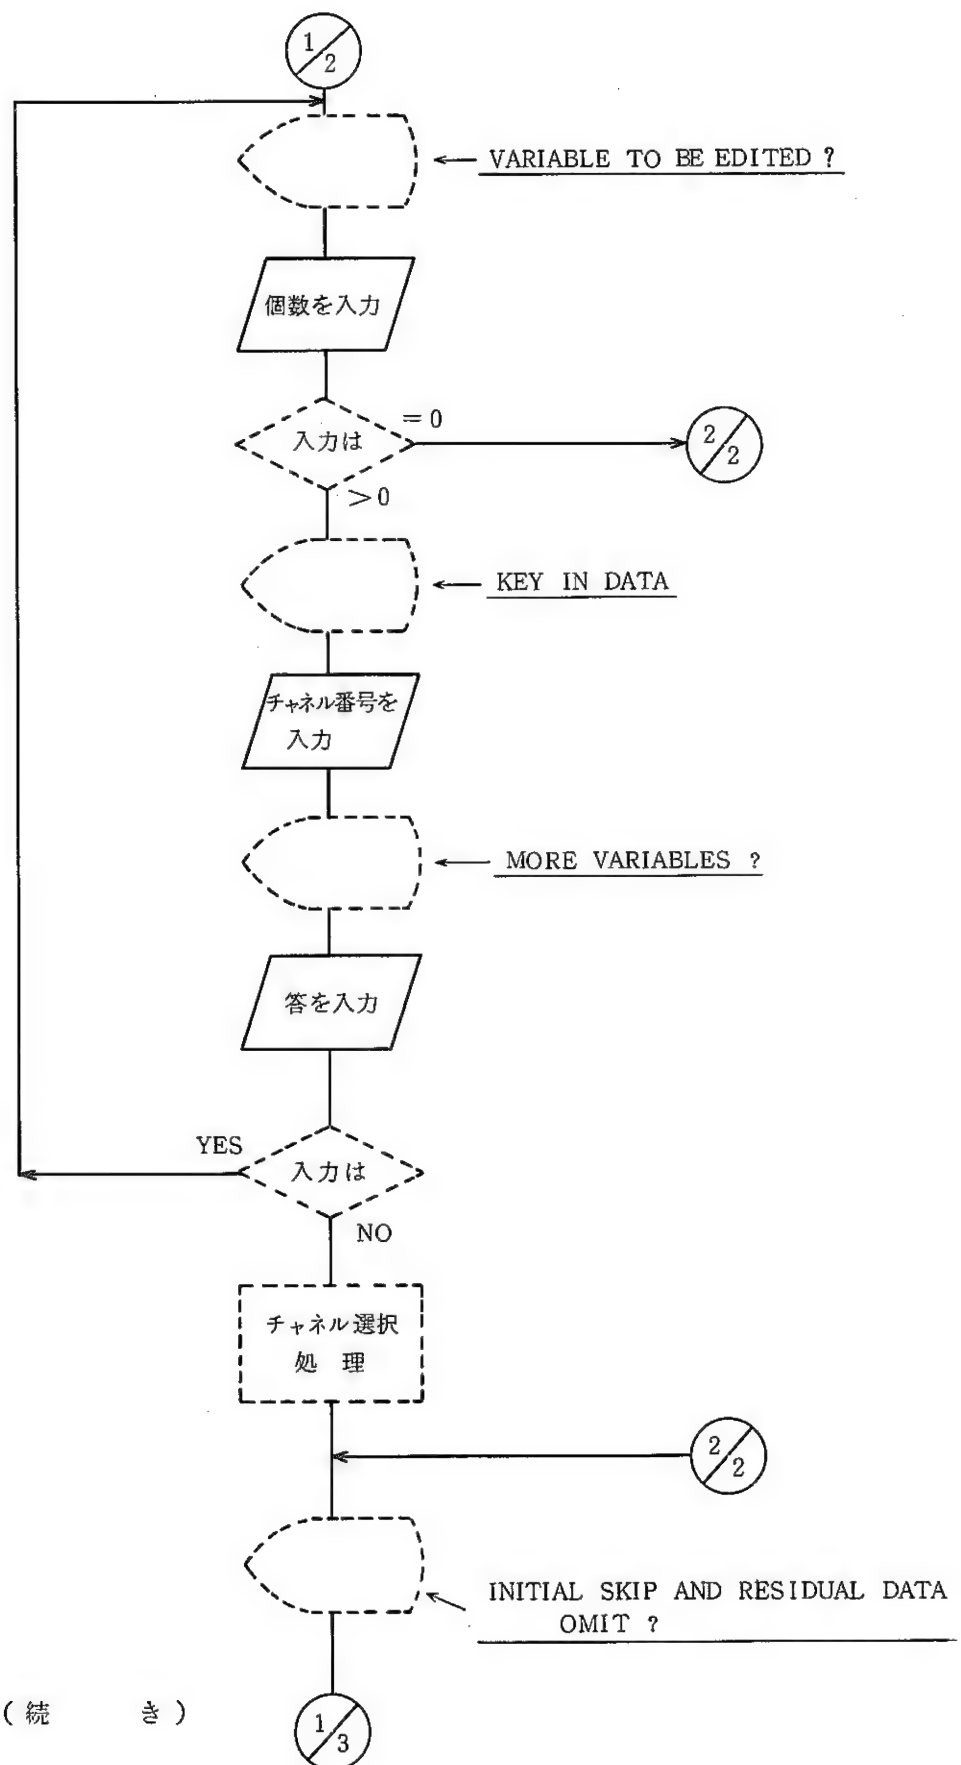 1/2
VARIABLE TO BE EDITED ?
個数を入力
=0
入力は
2/2
>0
KEY IN DATA
チャネル番号を
入力
MORE VARIABLES ?
答を入力
YES
入力は
NO
チャネル選択
処 理
2/2
INITIAL SKIP AND RESIDUAL DATA
OMIT ?
(続 き)
1/3